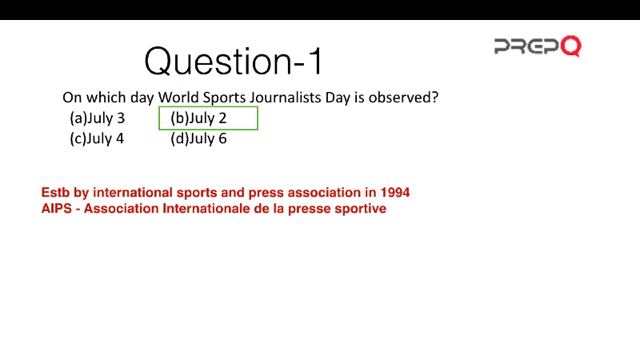 PREPQ
Question-1
On which day World Sports Journalists Day is observed?
(a)July 3 (b)July 2
(c)July 4 (d)July 6
Estb by international sports and press association in 1994
AIPS - Association Internationale de la presse sportive